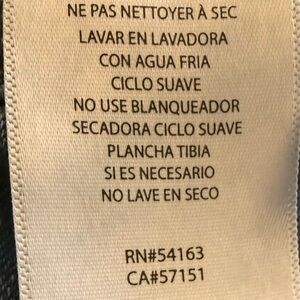 NE PAS NETTOYER À SEC
LAVAR EN LAVADORA
CON AGUA FRIA
CICLO SUAVE
NO USE BLANQUEADOR
SECADORA CICLO SUAVE
PLANCHA TIBIA
SI ES NECESARIO
NO LAVE EN SECO
RN#54163
CA#57151